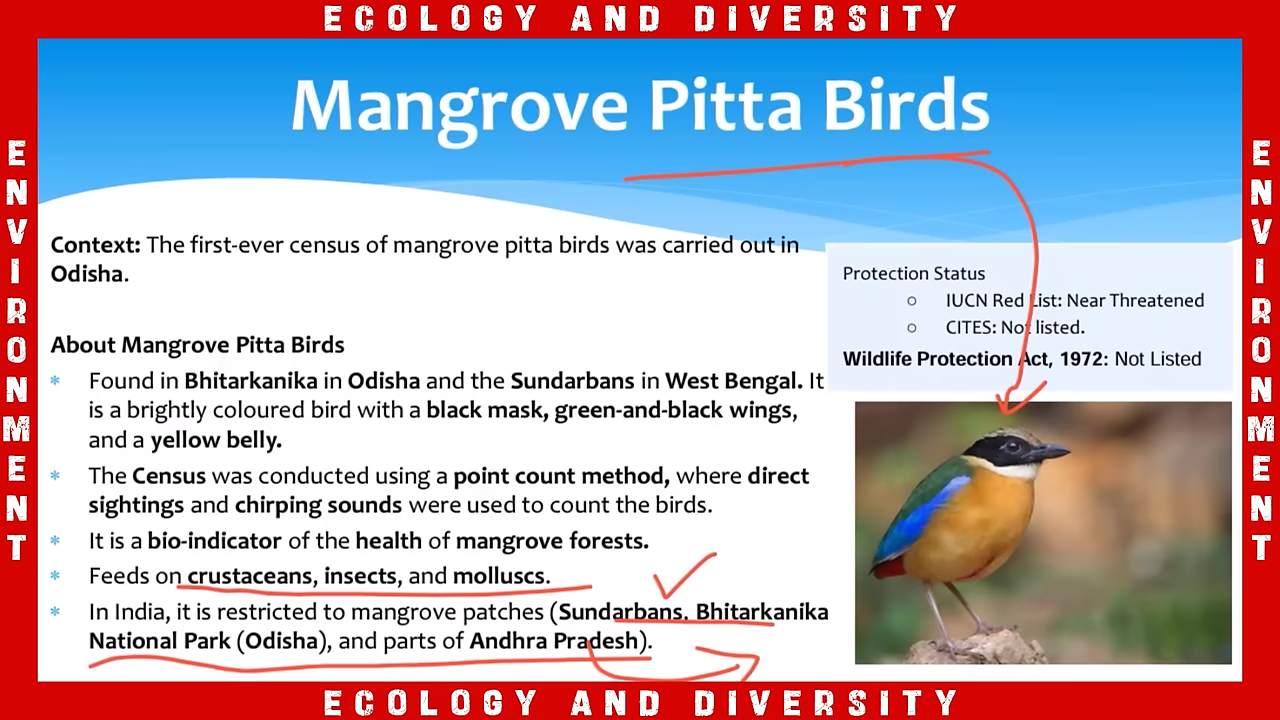 ECOLOGY AND DIVERSITY
Mangrove Pitta Birds
Context: The first-ever census of mangrove pitta birds was carried out in
Odisha.
About Mangrove Pitta Birds
* Found in Bhitarkanika in Odisha and the Sundarbans in West Bengal. It
is a brightly coloured bird with a black mask, green-and-black wings,
and a yellow belly.
* The Census was conducted using a point count method, where direct
sightings and chirping sounds were used to count the birds.
* It is a bio-indicator of the health of mangrove forests.
* Feeds on crustaceans, insects, and molluscs.
* In India, it is restricted to mangrove patches (Sundarbans, Bhitarkanika
National Park (Odisha), and parts of Andhra Pradesh).
Protection Status
○ IUCN Red List: Near Threatened
○ CITES: Not listed.
Wildlife Protection Act, 1972: Not Listed
ENVIRONMENT
ENVIRONMENT
ECOLOGY AND DIVERSITY